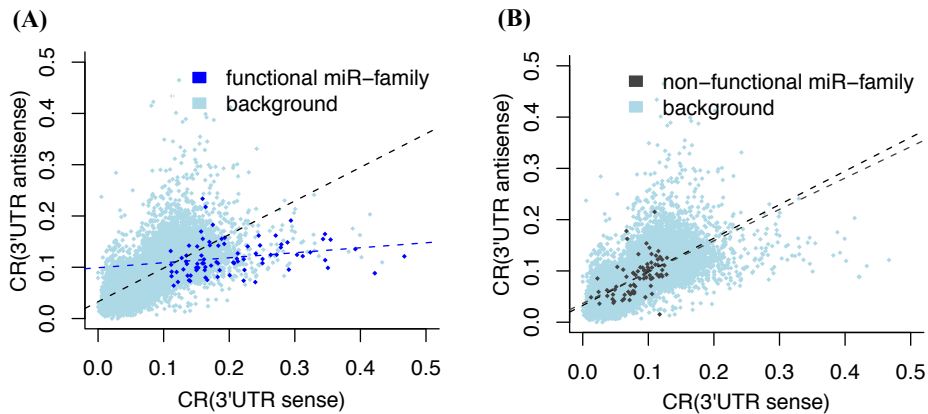 (A)
functional miR−family
background
CR(3'UTR antisense)
0.0
0.1
0.2
0.3
0.4
0.5
0.0 0.1 0.2 0.3 0.4 0.5
CR(3'UTR sense)
(B)
non−functional miR−family
background
CR(3'UTR antisense)
0.0
0.1
0.2
0.3
0.4
0.5
0.0 0.1 0.2 0.3 0.4 0.5
CR(3'UTR sense)